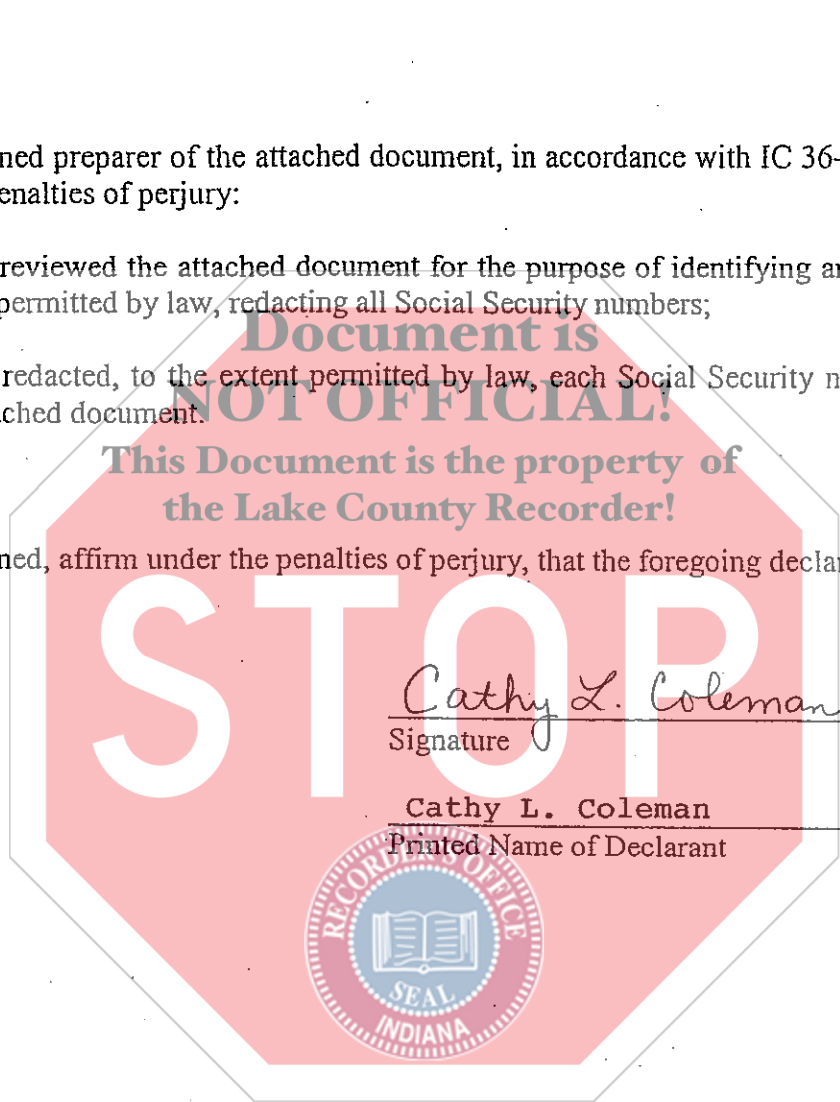 ned preparer of the attached document, in accordance with IC 36-
enalties of perjury:
reviewed the attached document for the purpose of identifying a
permitted by law, redacting all Social Security numbers;
Document is
redacted, to the extent permitted by law, each Social Security n
NOT OFFICIAL!
ched document.
This Document is the property of
the Lake County Recorder!
ned, affirm under the penalties of perjury, that the foregoing decla
STOP
Cathy L. Coleman
Signature
Cathy L. Coleman
Printed Name of Declarant
RECORDER'S OFFICE
SEAL
INDIANA